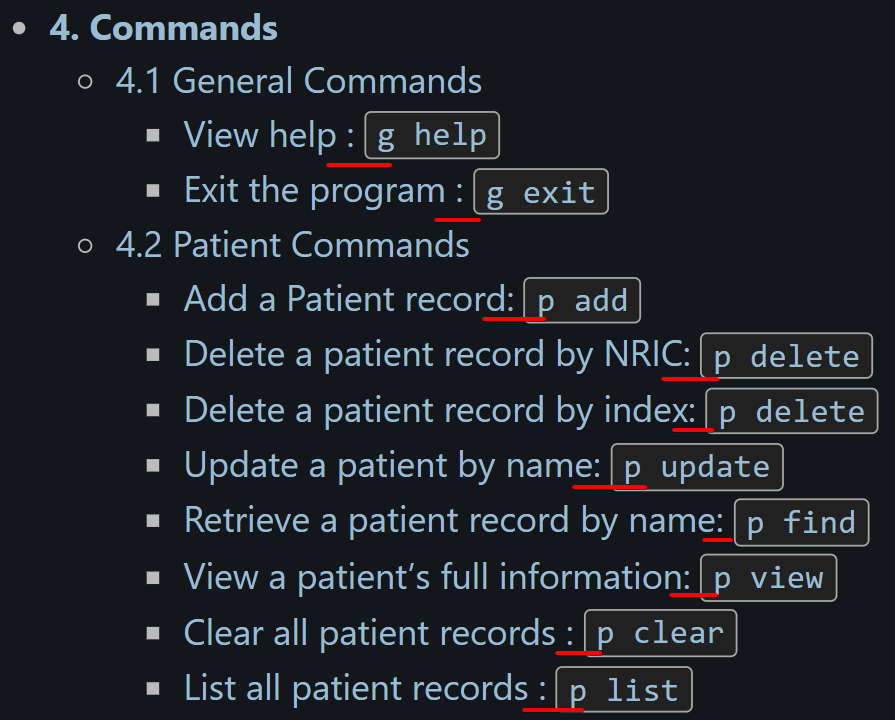 4. Commands
4.1 General Commands
View help : g help
Exit the program : g exit
4.2 Patient Commands
Add a Patient record: p add
Delete a patient record by NRIC: p delete
Delete a patient record by index: p delete
Update a patient by name: p update
Retrieve a patient record by name: p find
View a patient’s full information: p view
Clear all patient records : p clear
List all patient records : p list